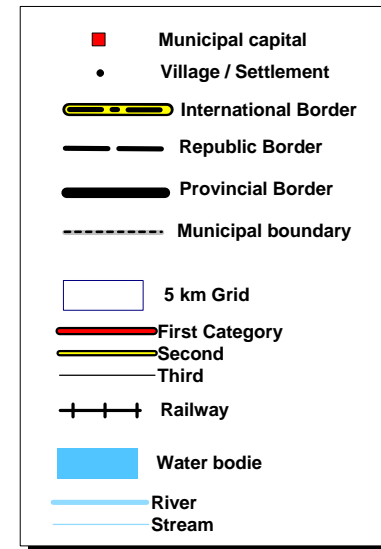 Municipal capital
Village / Settlement
International Border
Republic Border
Provincial Border
Municipal boundary
5 km Grid
First Category
Second
Third
Railway
Water bodie
River
Stream